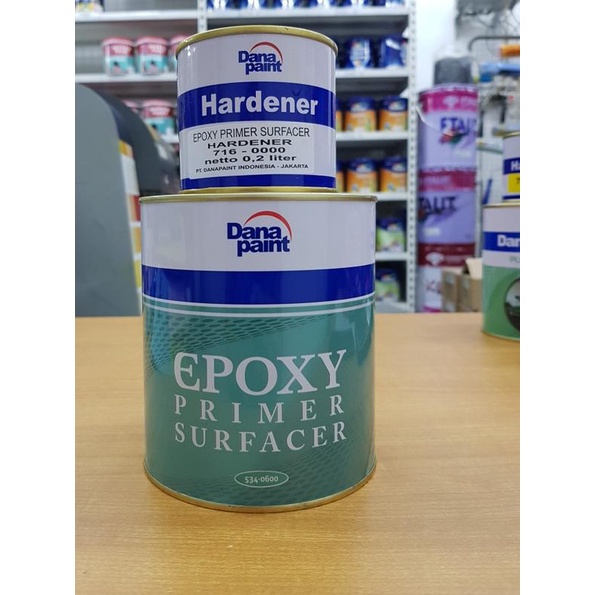 Dana
paint
Hardener
EPOXY PRIMER SURFACER
HARDENER
716 - 0000
netto 0,2 liter
PT. DANAPAINT INDONESIA - JAKARTA
Dana
paint
EPOXY
PRIMER
SURFACER
534-0600